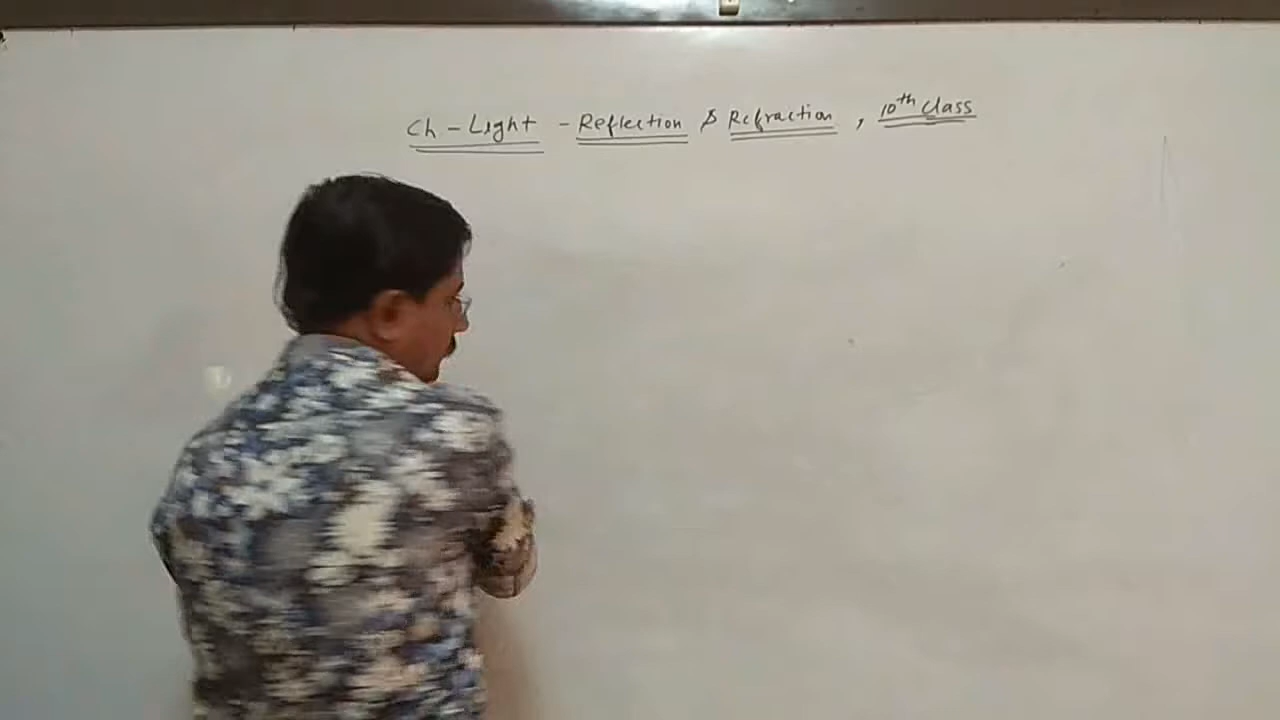 Ch - Light - Reflection & Refraction , 10th Class